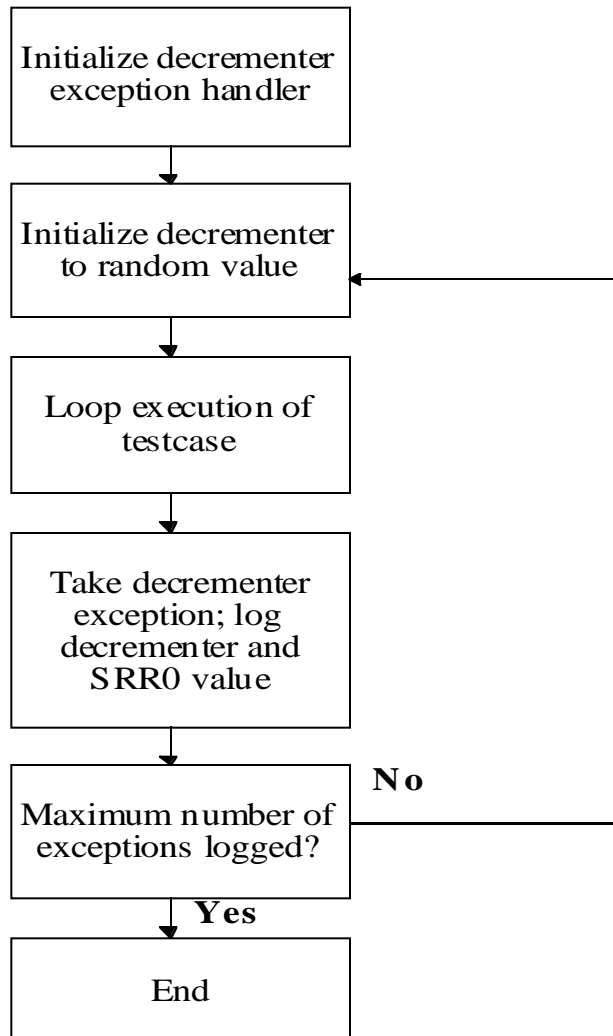 Initialize decrementer
exception handler
Initialize decrementer
to random value
Loop execution of
testcase
Take decrementer
exception; log
decrementer and
SRR0 value
No
Maximum number of
exceptions logged?
Yes
End